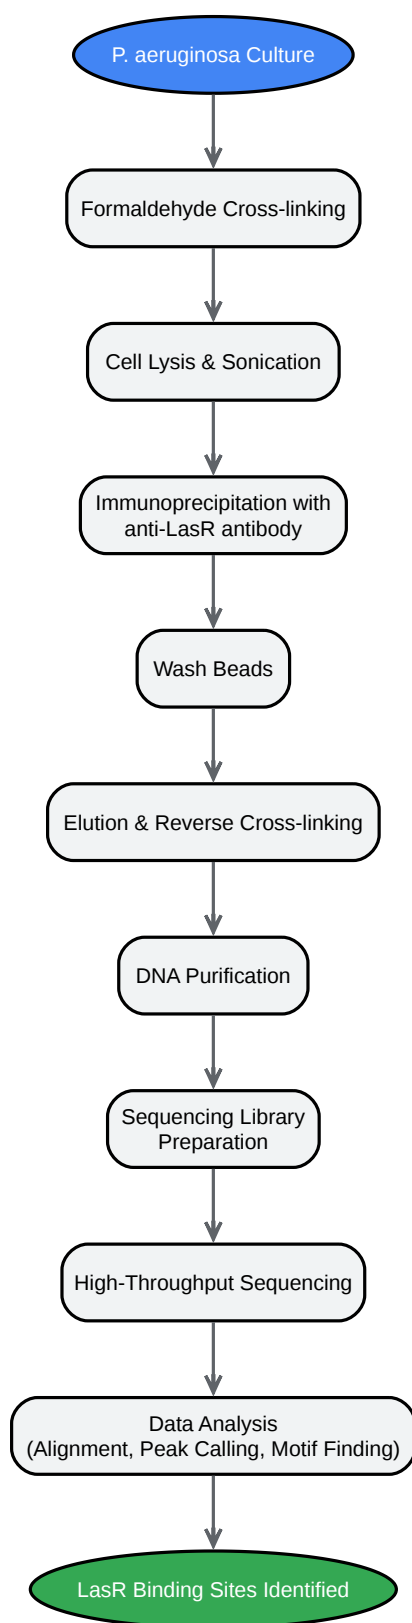 P. aeruginosa Culture
Formaldehyde Cross-linking
Cell Lysis & Sonication
Immunoprecipitation with
anti-LasR antibody
Wash Beads
Elution & Reverse Cross-linking
DNA Purification
Sequencing Library
Preparation
High-Throughput Sequencing
Data Analysis
(Alignment, Peak Calling, Motif Finding)
LasR Binding Sites Identified